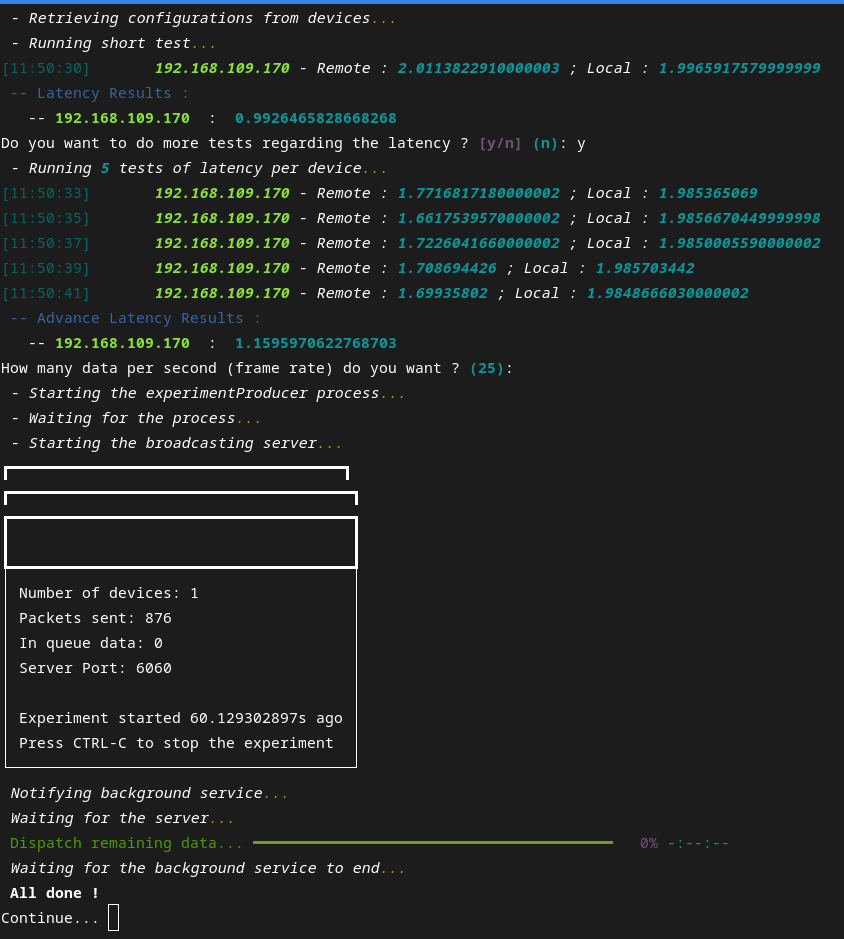 - Retrieving configurations from devices...
- Running short test...
[11:50:30] 192.168.109.170 - Remote : 2.0113822910000003 ; Local : 1.9965917579999999
-- Latency Results :
-- 192.168.109.170 : 0.9926465828668268
Do you want to do more tests regarding the latency ? [y/n] (n): y
- Running 5 tests of latency per device...
[11:50:33] 192.168.109.170 - Remote : 1.7716817180000002 ; Local : 1.985365069
[11:50:35] 192.168.109.170 - Remote : 1.6617539570000002 ; Local : 1.9856670449999998
[11:50:37] 192.168.109.170 - Remote : 1.7226041660000002 ; Local : 1.9850005590000002
[11:50:39] 192.168.109.170 - Remote : 1.708694426 ; Local : 1.985703442
[11:50:41] 192.168.109.170 - Remote : 1.69935802 ; Local : 1.9848666030000002
-- Advance Latency Results :
-- 192.168.109.170 : 1.1595970622768703
How many data per second (frame rate) do you want ? (25):
- Starting the experimentProducer process...
- Waiting for the process...
- Starting the broadcasting server...
Number of devices: 1
Packets sent: 876
In queue data: 0
Server Port: 6060
Experiment started 60.129302897s ago
Press CTRL-C to stop the experiment
Notifying background service...
Waiting for the server...
Dispatch remaining data... 0% -:--:--
Waiting for the background service to end...
All done !
Continue...